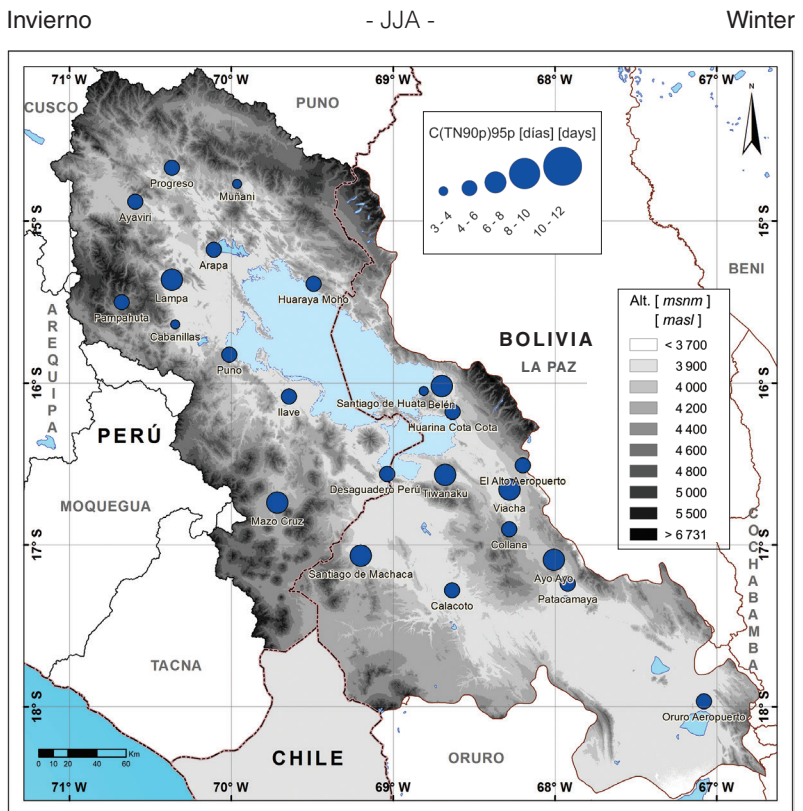 Invierno - JJA - Winter
71°W 70°W 69°W 68°W 67°W
CUSCO
PUNO
N
C(TN90p)95p [días] [days]
3 - 4 4 - 6 6 - 8 8 - 10 10 - 12
Progreso
Muñani
Ayaviri
15°S 15°S
Arapa
BENI
Lampa
Huaraya Moho
Pampahuta
Cabanillas
AREQUIPA
Alt. [ msnm ]
[ masl ]
< 3 700
3 900
4 000
4 200
4 400
4 600
4 800
5 000
5 500
> 6 731
BOLIVIA
LA PAZ
Puno
16°S 16°S
Santiago de Huata
Belén
Ilave
Huarina Cota Cota
PERÚ
El Alto Aeropuerto
Desaguadero Perú
Tiwanaku
Viacha
MOQUEGUA
Mazo Cruz
Collana
17°S 17°S
Santiago de Machaca
Ayo Ayo
Patacamaya
Calacoto
COCHABAMBA
TACNA
18°S 18°S
Oruro Aeropuerto
CHILE
ORURO
0 10 20 40 60 Km
71°W 70°W 69°W 68°W 67°W